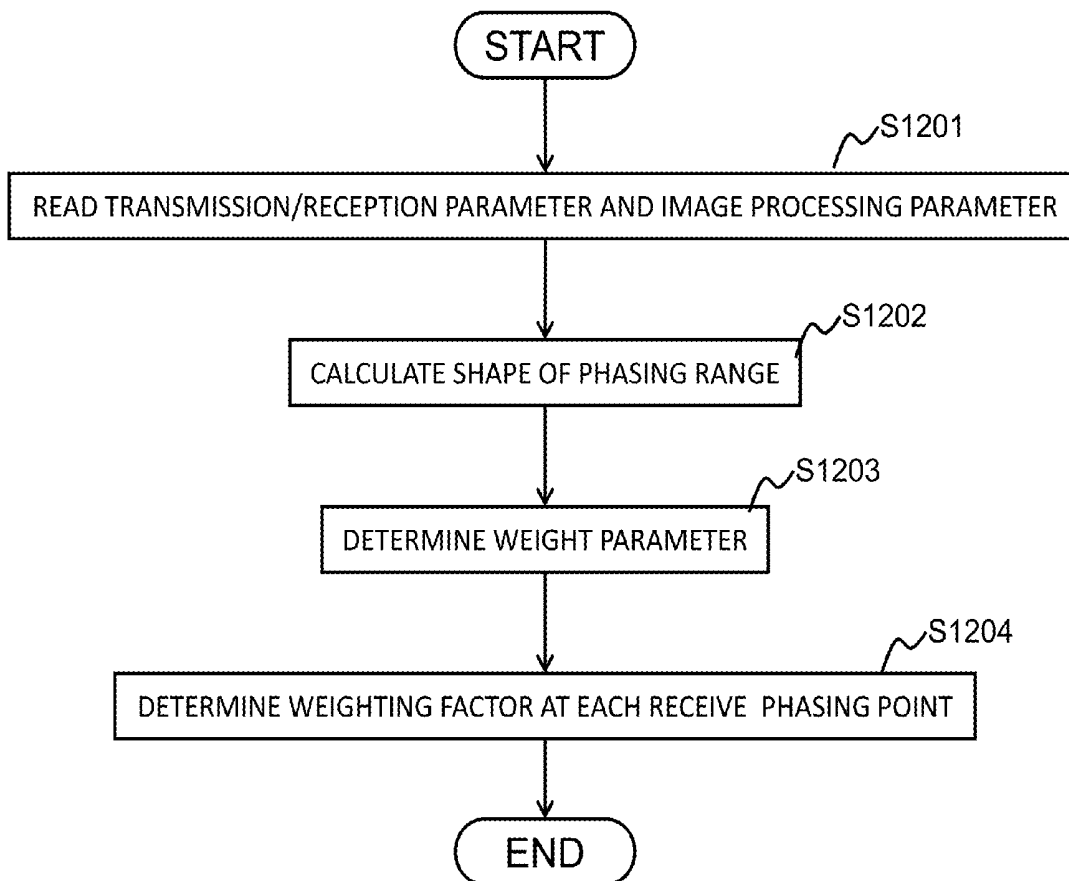 START
S1201
READ TRANSMISSION/RECEPTION PARAMETER AND IMAGE PROCESSING PARAMETER
S1202
CALCULATE SHAPE OF PHASING RANGE
S1203
DETERMINE WEIGHT PARAMETER
S1204
DETERMINE WEIGHTING FACTOR AT EACH RECEIVE PHASING POINT
END